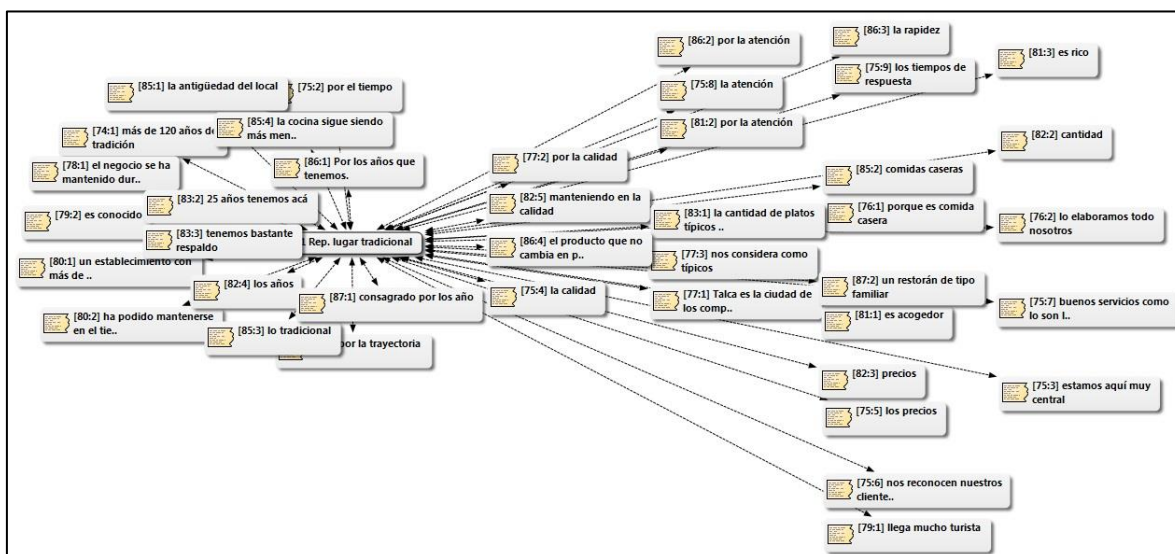 [85:1] la antigüedad del local
[75:2] por el tiempo
[74:1] más de 120 años de
tradición
[85:4] la cocina sigue siendo
más men..
[78:1] el negocio se ha
mantenido dur..
[86:1] Por los años que
tenemos.
[83:2] 25 años tenemos acá
[79:2] es conocido
[83:3] tenemos bastante
respaldo
1 Rep. lugar tradicional
[80:1] un establecimiento con
más de ..
[82:4] los años
[87:1] consagrado por los año
[80:2] ha podido mantenerse
en el tie..
[85:3] lo tradicional
por la trayectoria
[86:2] por la atención
[75:8] la atención
[81:2] por la atención
[77:2] por la calidad
[82:5] manteniendo en la
calidad
[83:1] la cantidad de platos
típicos ..
[86:4] el producto que no
cambia en p..
[77:3] nos considera como
típicos
[75:4] la calidad
[77:1] Talca es la ciudad de
los comp..
[86:3] la rapidez
[75:9] los tiempos de
respuesta
[81:3] es rico
[82:2] cantidad
[85:2] comidas caseras
[76:1] porque es comida
casera
[76:2] lo elaboramos todo
nosotros
[87:2] un restorán de tipo
familiar
[81:1] es acogedor
[75:7] buenos servicios como
lo son l..
[82:3] precios
[75:3] estamos aquí muy
central
[75:5] los precios
[75:6] nos reconocen nuestros
cliente..
[79:1] llega mucho turista